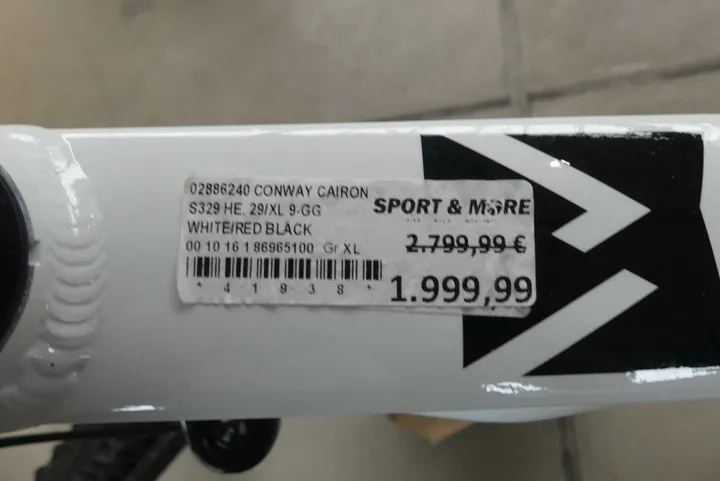 02886240 CONWAY CAIRON
S329 HE. 29/XL 9-GG
WHITE/RED BLACK
00 10 16 1 86965100 Gr XL
* 4 1 9 3 8 *
SPORT & MORE
2.799,99 €
1.999,99